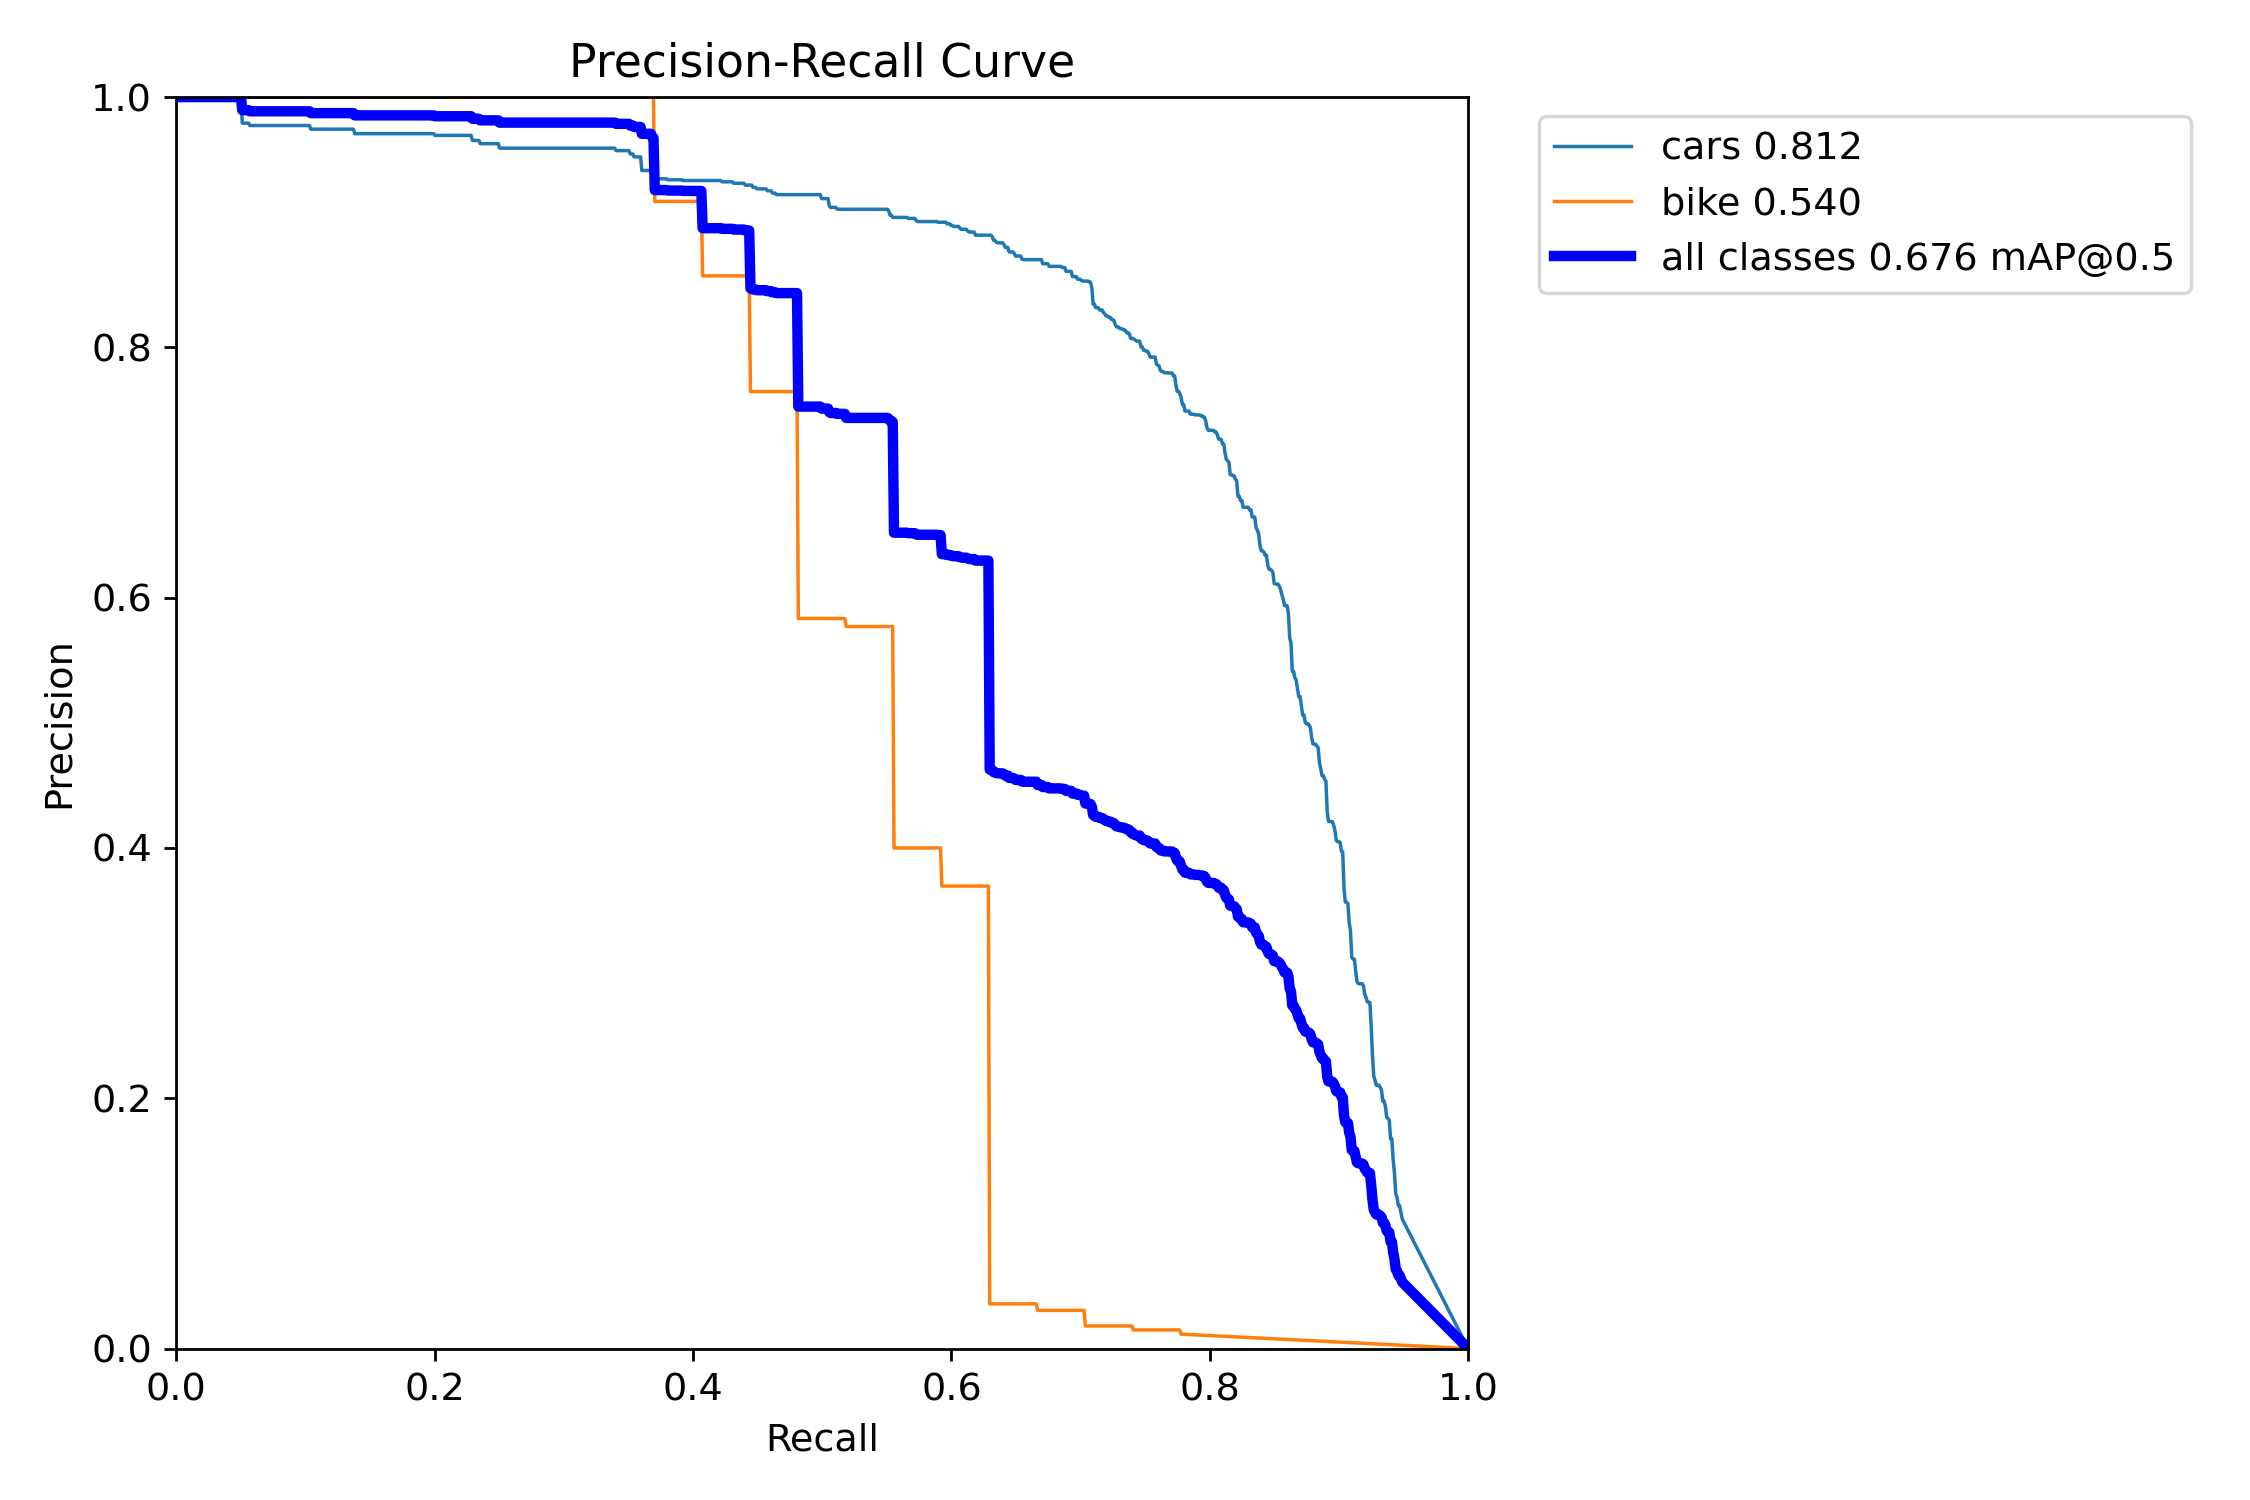 Precision-Recall Curve
cars 0.812
bike 0.540
all classes 0.676 mAP@0.5
Precision
1.0
0.8
0.6
0.4
0.2
0.0
0.0 0.2 0.4 0.6 0.8 1.0
Recall